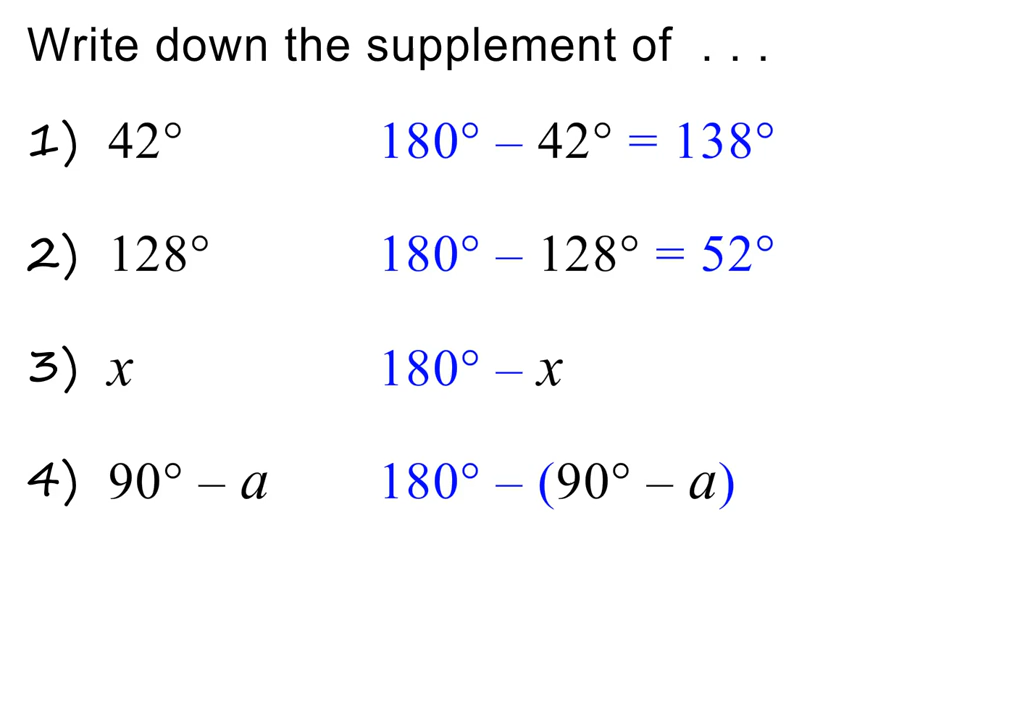 Write down the supplement of . . .
1) 42° 180° – 42° = 138°
2) 128° 180° – 128° = 52°
3) x 180° – x
4) 90° – a 180° – (90° – a)